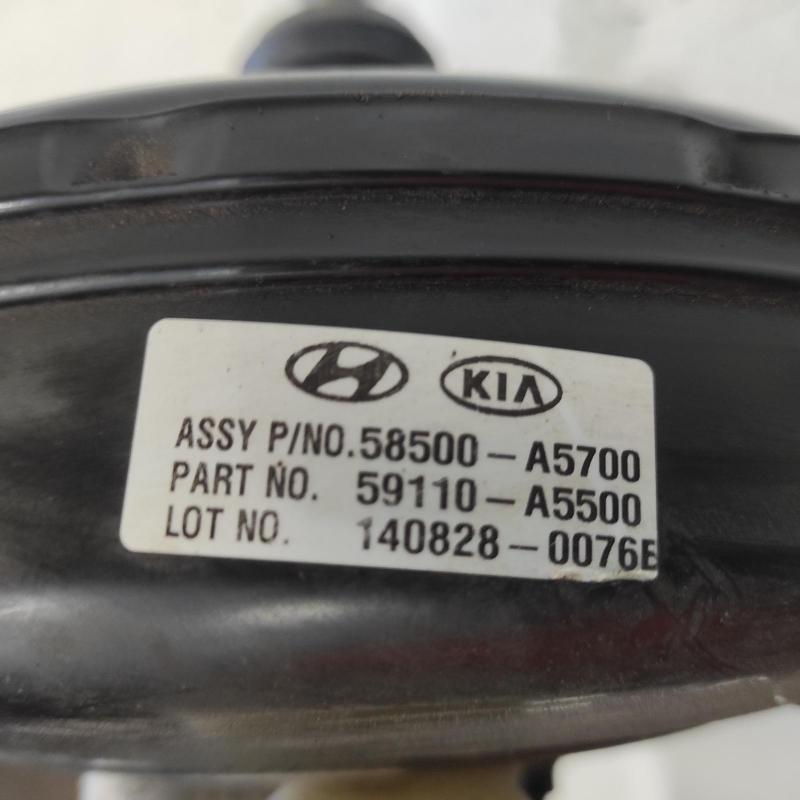 KIA
ASSY P/NO.58500-A5700
PART NO. 59110-A5500
LOT NO. 140828-0076E